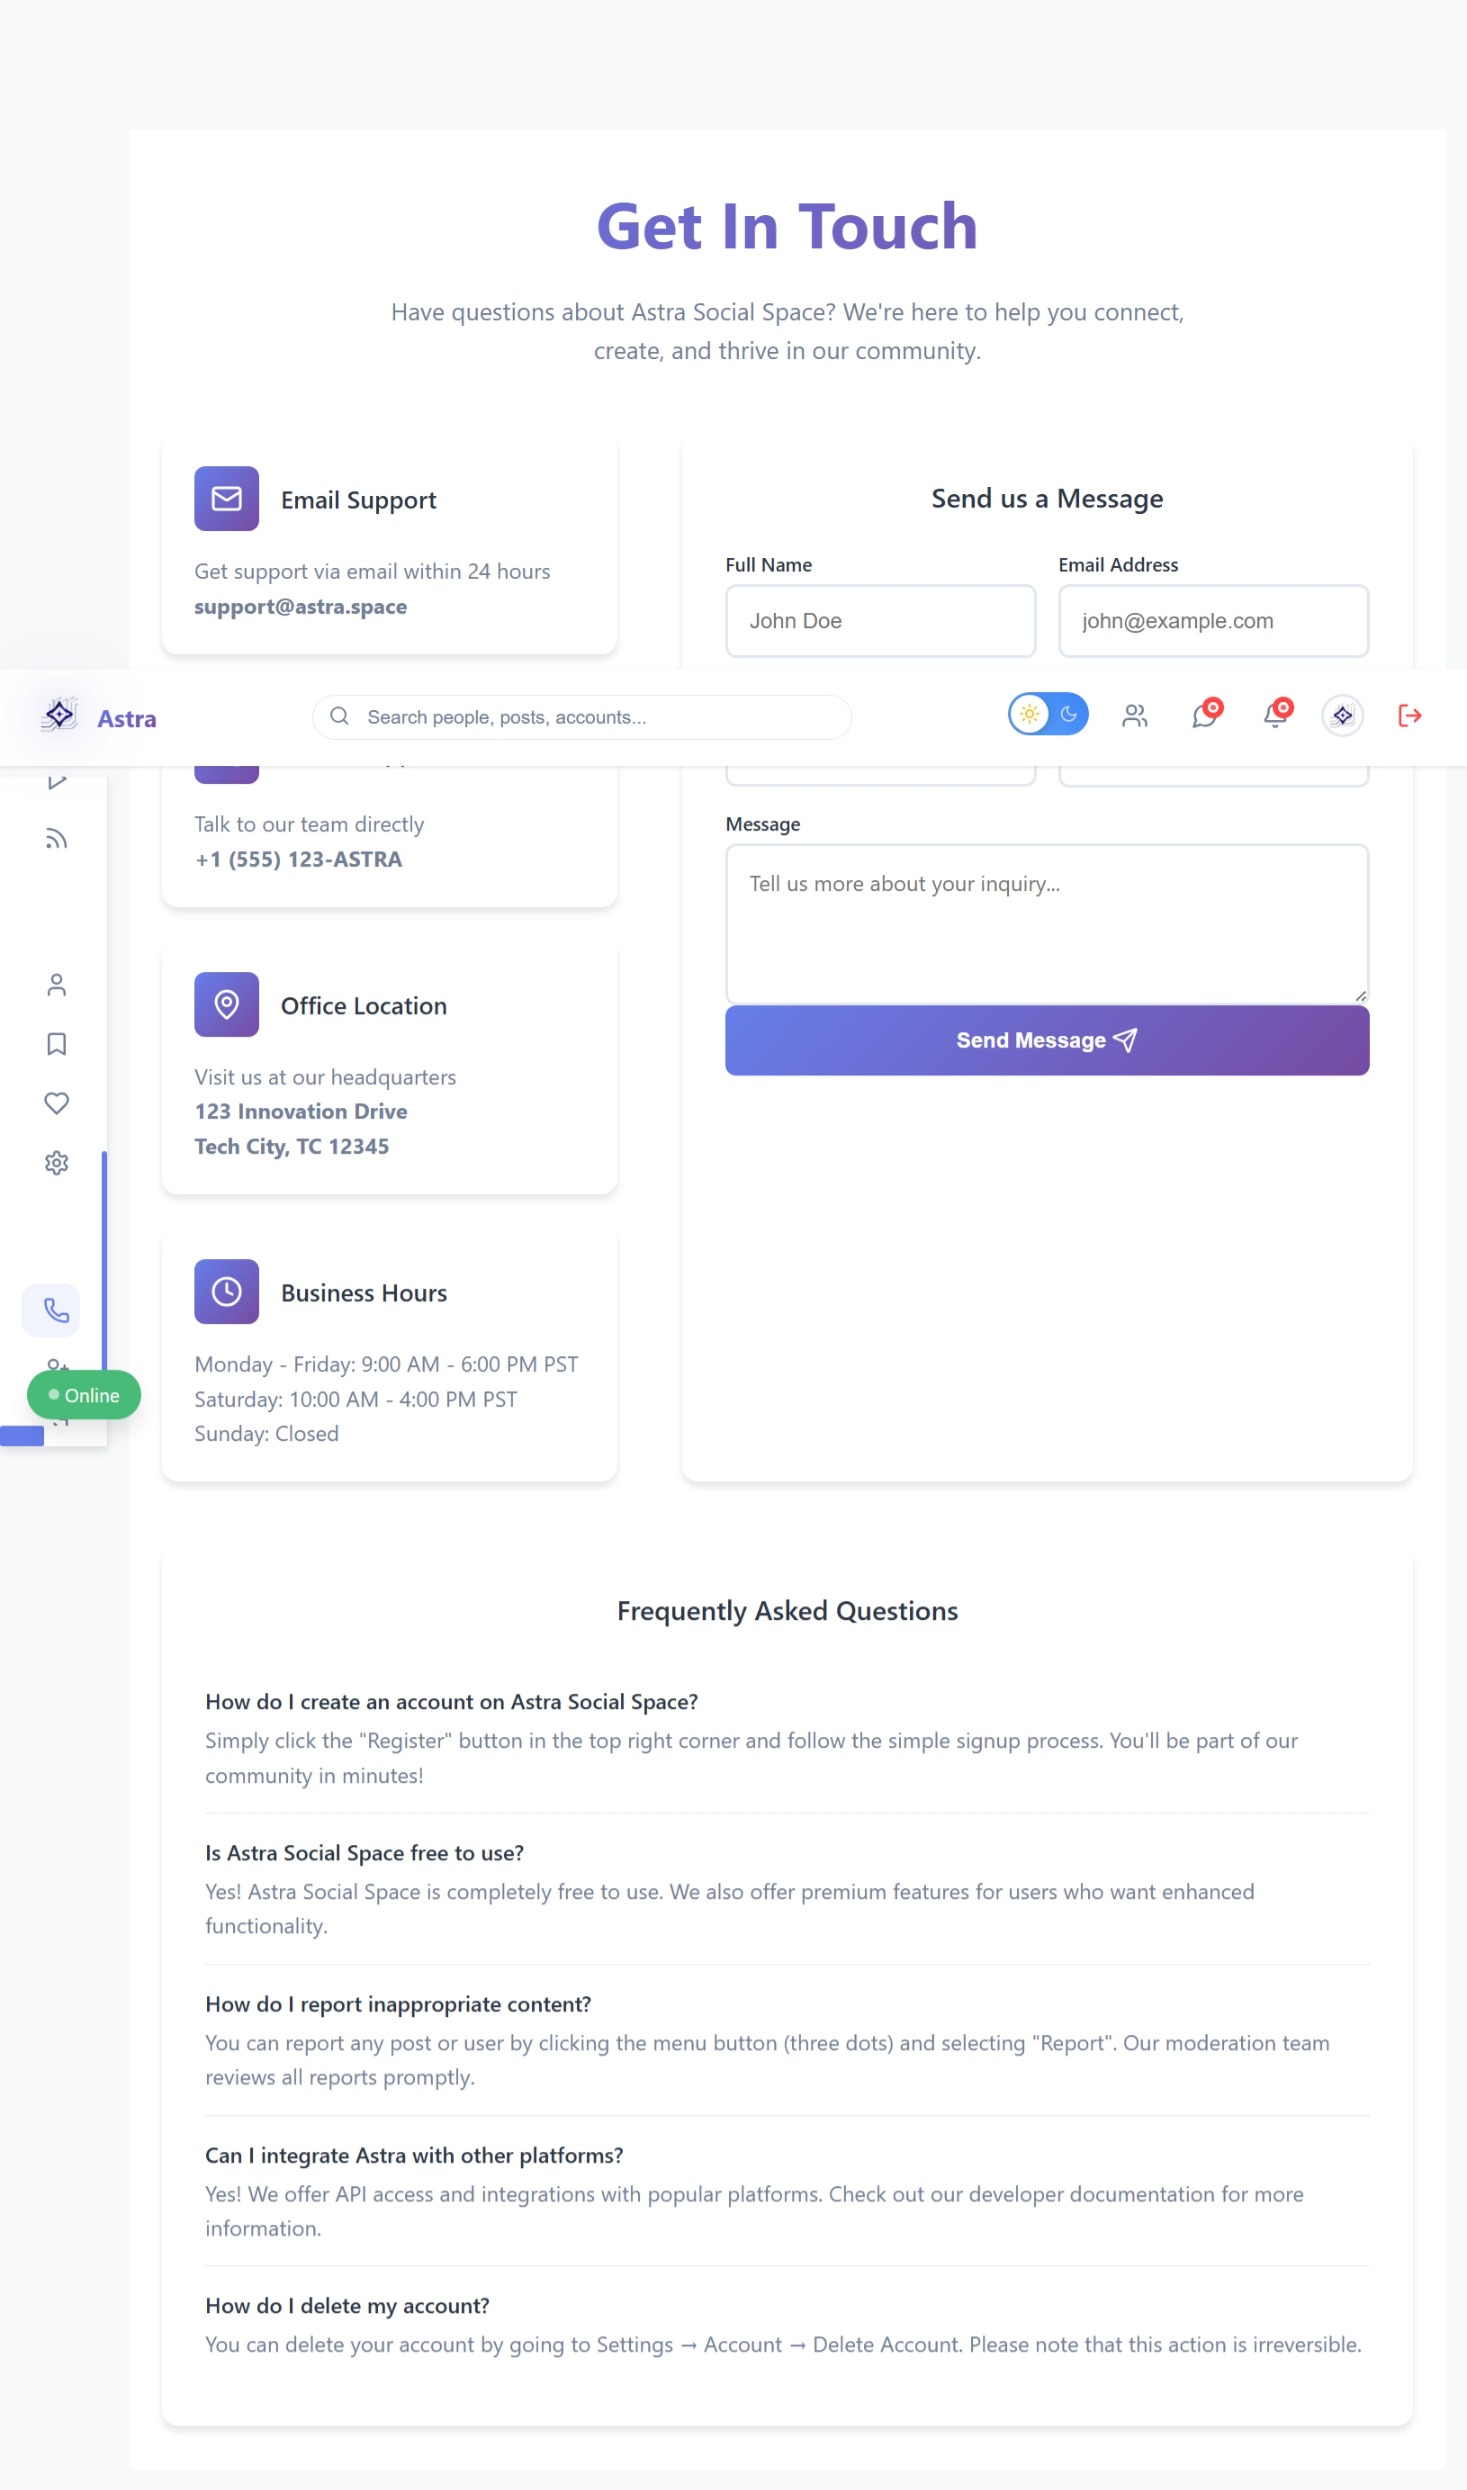 Get In Touch
Have questions about Astra Social Space? We're here to help you connect,
create, and thrive in our community.
Email Support
Get support via email within 24 hours
support@astra.space
Send us a Message
Full Name
Email Address
John Doe
john@example.com
Astra
Search people, posts, accounts...
0
0
Talk to our team directly
+1 (555) 123-ASTRA
Message
Tell us more about your inquiry...
Send Message
Office Location
Visit us at our headquarters
123 Innovation Drive
Tech City, TC 12345
Business Hours
Monday - Friday: 9:00 AM - 6:00 PM PST
Saturday: 10:00 AM - 4:00 PM PST
Sunday: Closed
Online
Frequently Asked Questions
How do I create an account on Astra Social Space?
Simply click the "Register" button in the top right corner and follow the simple signup process. You'll be part of our
community in minutes!
Is Astra Social Space free to use?
Yes! Astra Social Space is completely free to use. We also offer premium features for users who want enhanced
functionality.
How do I report inappropriate content?
You can report any post or user by clicking the menu button (three dots) and selecting "Report". Our moderation team
reviews all reports promptly.
Can I integrate Astra with other platforms?
Yes! We offer API access and integrations with popular platforms. Check out our developer documentation for more
information.
How do I delete my account?
You can delete your account by going to Settings → Account → Delete Account. Please note that this action is irreversible.